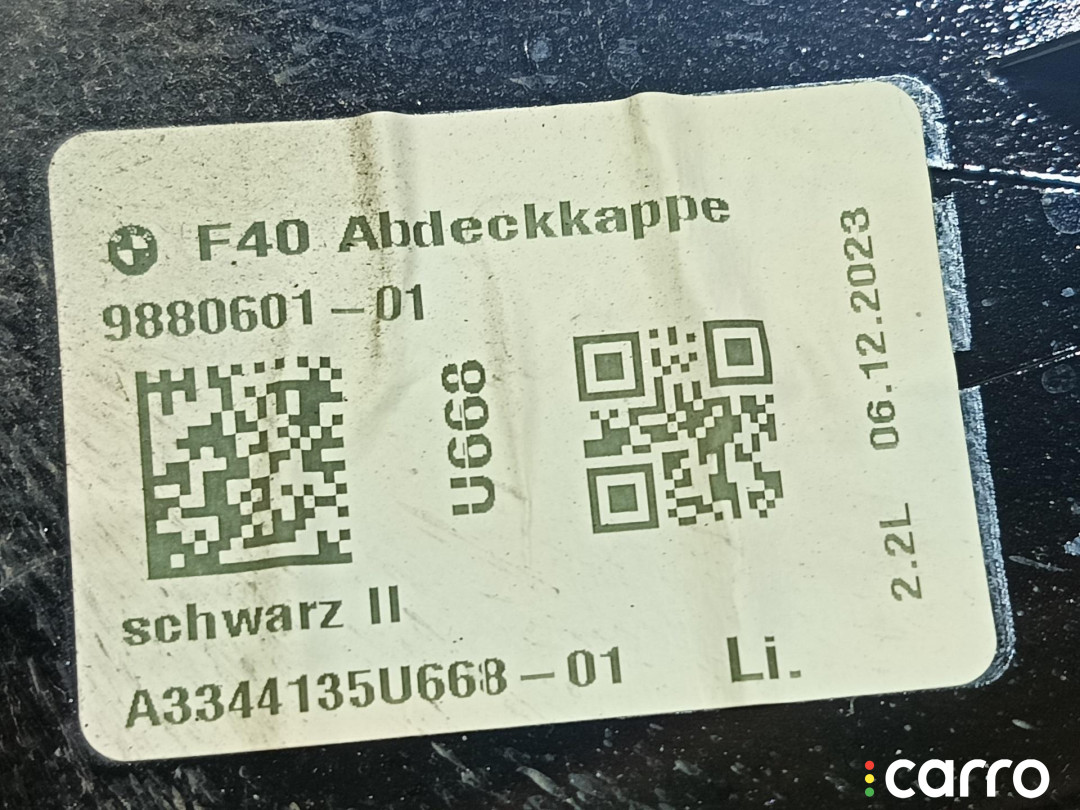 F40 Abdeckkappe
9880601-01
U668
06.12.2023
2.2L
schwarz II
A3344135U668-01
Li.
carro